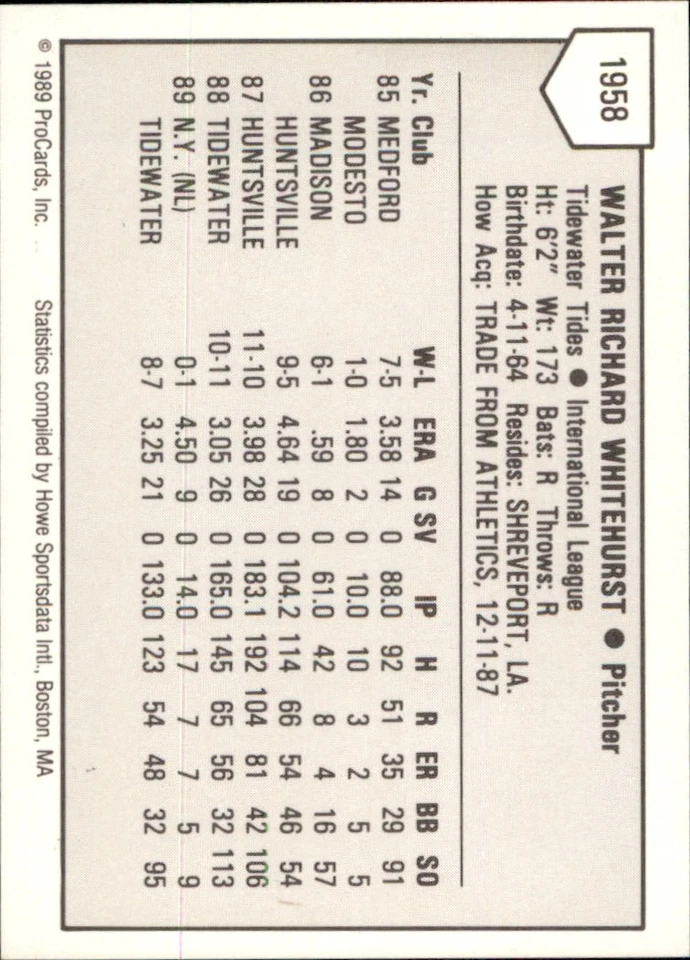 1958
WALTER RICHARD WHITEHURST ● Pitcher
Tidewater Tides ● International League
Ht: 6'2" Wt: 173 Bats: R Throws: R
Birthdate: 4-11-64 Resides: SHREVEPORT, LA.
How Acq: TRADE FROM ATHLETICS, 12-11-87
Yr. Club W-L ERA G SV IP H R ER BB SO
85 MEDFORD 7-5 3.58 14 0 88.0 92 51 35 29 91
MODESTO 1-0 1.80 2 0 10.0 10 3 2 5 5
86 MADISON 6-1 .59 8 0 61.0 42 8 4 16 57
HUNTSVILLE 9-5 4.64 19 0 104.2 114 66 54 46 54
87 HUNTSVILLE 11-10 3.98 28 0 183.1 192 104 81 42 106
88 TIDEWATER 10-11 3.05 26 0 165.0 145 65 56 32 113
89 N.Y. (NL) 0-1 4.50 9 0 14.0 17 7 7 5 9
TIDEWATER 8-7 3.25 21 0 133.0 123 54 48 32 95
© 1989 ProCards, Inc. Statistics compiled by Howe Sportsdata Intl., Boston, MA